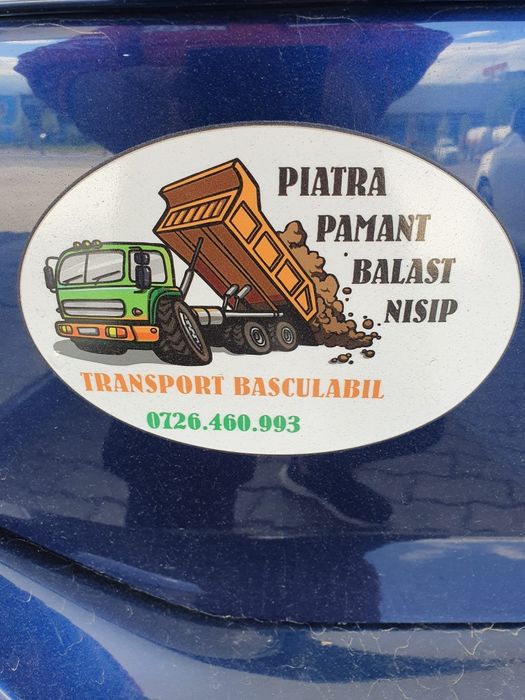 PIATRA
PAMANT
BALAST
NISIP
TRANSPORT BASCULABIL
0726.460.993